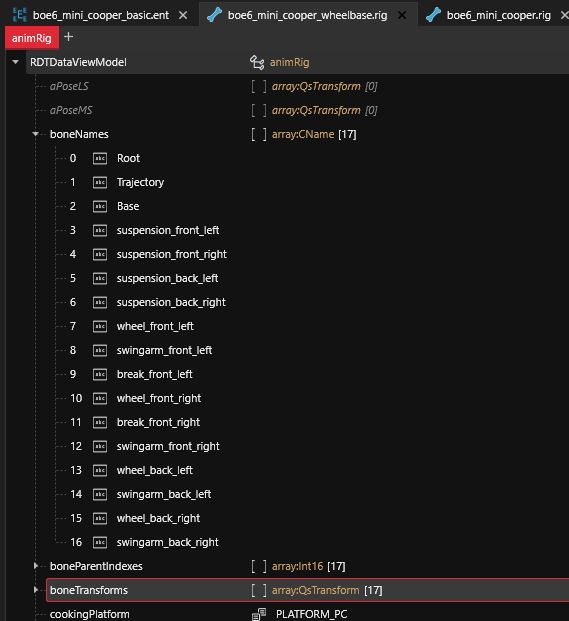 boe6_mini_cooper_basic.ent × boe6_mini_cooper_wheelbase.rig × boe6_mini_cooper.rig ×
animRig +
RDTDataViewModel animRig
aPoseLS [ ] array:QsTransform [0]
aPoseMS [ ] array:QsTransform [0]
boneNames [ ] array:CName [17]
0 abc Root
1 abc Trajectory
2 abc Base
3 abc suspension_front_left
4 abc suspension_front_right
5 abc suspension_back_left
6 abc suspension_back_right
7 abc wheel_front_left
8 abc swingarm_front_left
9 abc break_front_left
10 abc wheel_front_right
11 abc break_front_right
12 abc swingarm_front_right
13 abc wheel_back_left
14 abc swingarm_back_left
15 abc wheel_back_right
16 abc swingarm_back_right
boneParentIndexes [ ] array:Int16 [17]
boneTransforms [ ] array:QsTransform [17]
cookingPlatform PLATFORM_PC